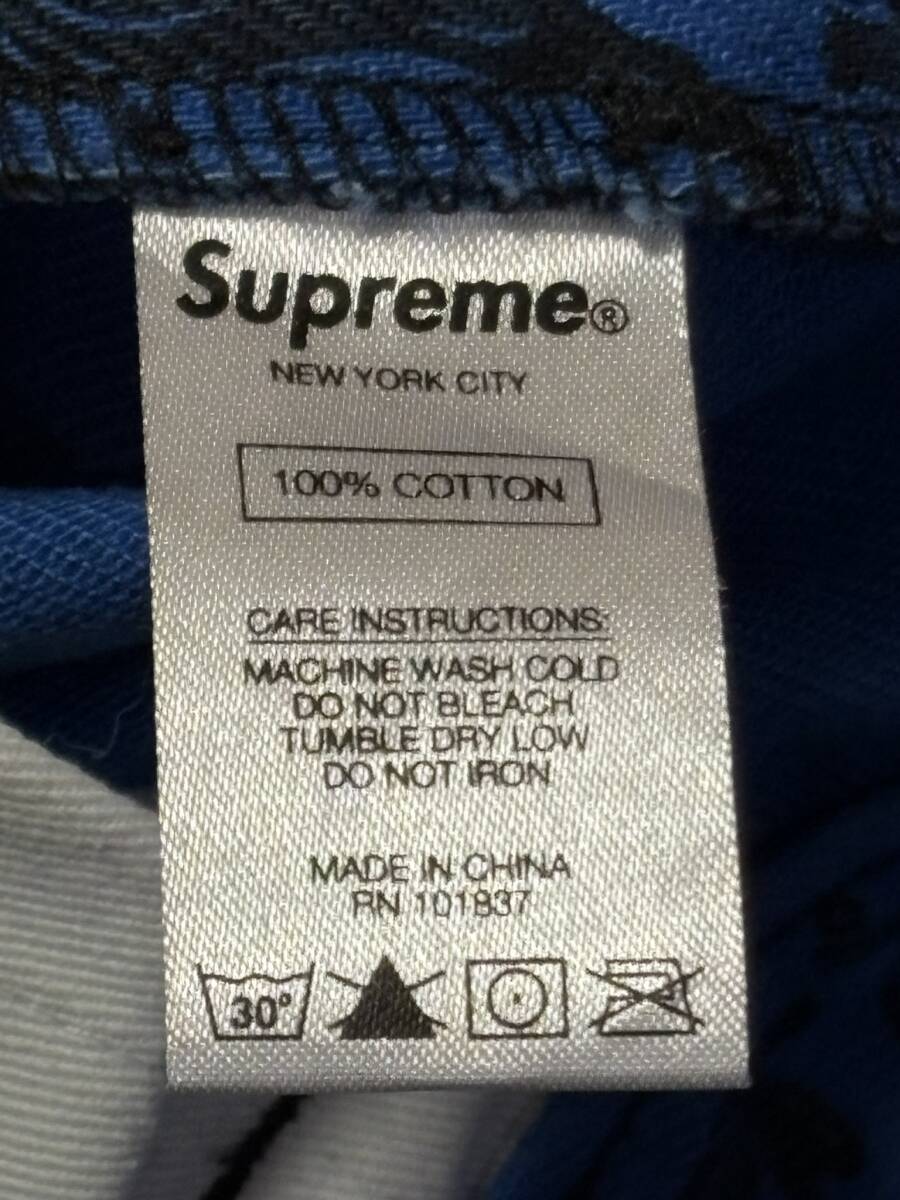 Supreme®
NEW YORK CITY
100% COTTON
CARE INSTRUCTIONS:
MACHINE WASH COLD
DO NOT BLEACH
TUMBLE DRY LOW
DO NOT IRON
MADE IN CHINA
RN 101837
30°